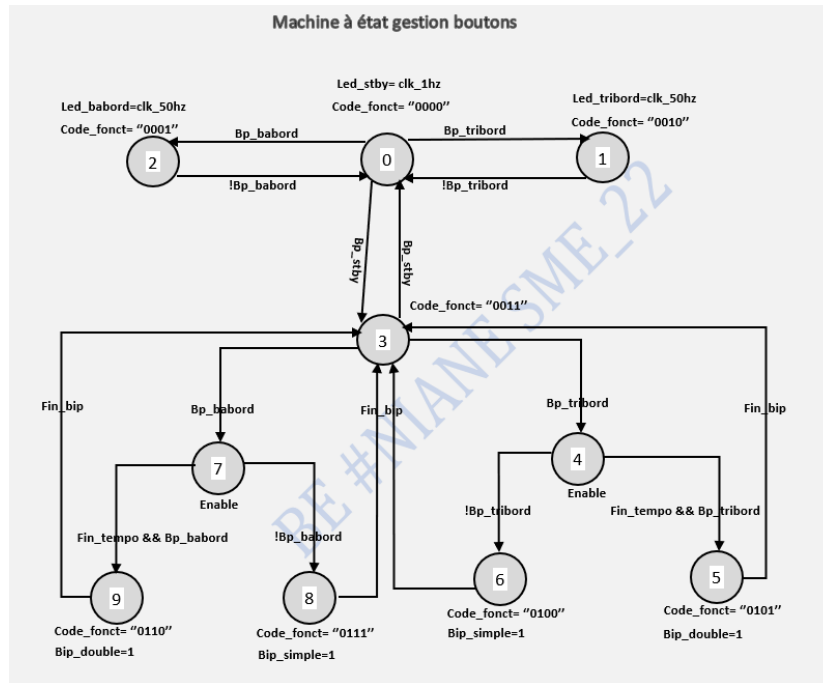 Machine à état gestion boutons
Led_stby= clk_1hz
Code_fonct= “0000”
Led_babord=clk_50hz
Code_fonct= “0001”
Led_tribord=clk_50hz
Code_fonct= “0010”
Bp_babord
Bp_tribord
2
0
1
!Bp_babord
!Bp_tribord
Bp_stby
Bp_stby
Code_fonct= “0011”
3
Fin_bip
Bp_babord
Fin_bip
Bp_tribord
Fin_bip
7
4
Enable
Enable
Fin_tempo && Bp_babord
!Bp_babord
!Bp_tribord
Fin_tempo && Bp_tribord
9
8
6
5
Code_fonct= “0110”
Bip_double=1
Code_fonct= “0111”
Bip_simple=1
Code_fonct= “0100”
Bip_simple=1
Code_fonct= “0101”
Bip_double=1
BE #NIANE SME_22